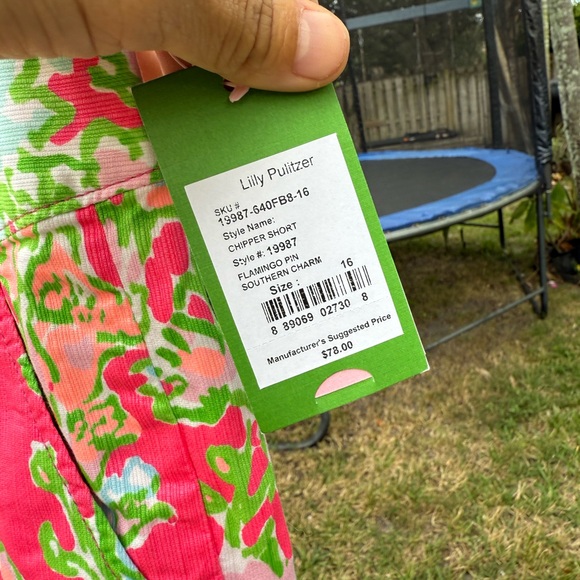 Lilly Pulitzer
SKU #
19987-640FB8-16
Style Name:
CHIPPER SHORT
Style #: 19987
FLAMINGO PIN
SOUTHERN CHARM
Size : 16
8 89069 02730 8
Manufacturer's Suggested Price
$78.00